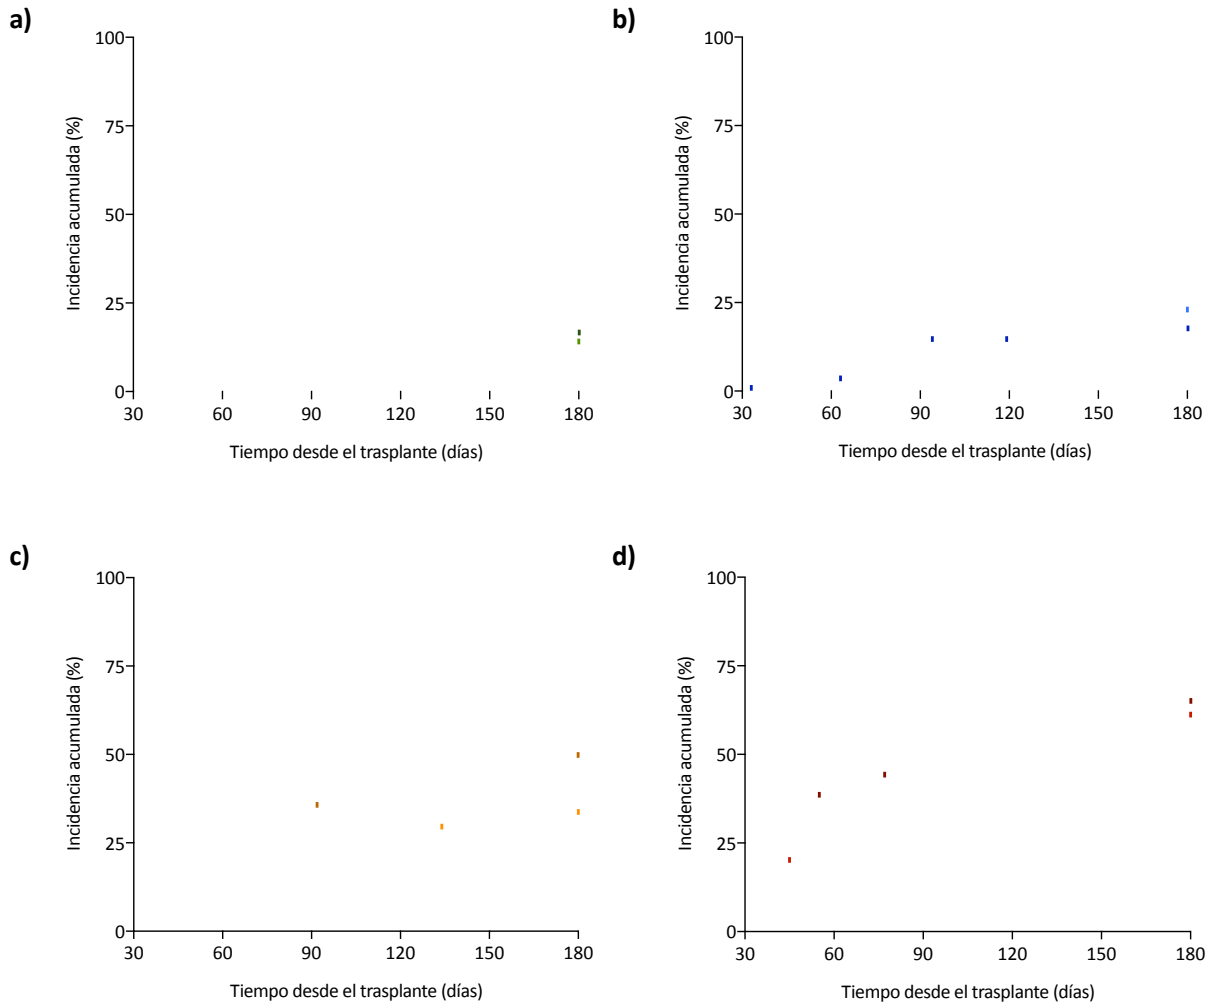 a)
100
75
50
25
0
Incidencia acumulada (%)
30 60 90 120 150 180
Tiempo desde el trasplante (días)
b)
100
75
50
25
0
Incidencia acumulada (%)
30 60 90 120 150 180
Tiempo desde el trasplante (días)
c)
100
75
50
25
0
Incidencia acumulada (%)
30 60 90 120 150 180
Tiempo desde el trasplante (días)
d)
100
75
50
25
0
Incidencia acumulada (%)
30 60 90 120 150 180
Tiempo desde el trasplante (días)